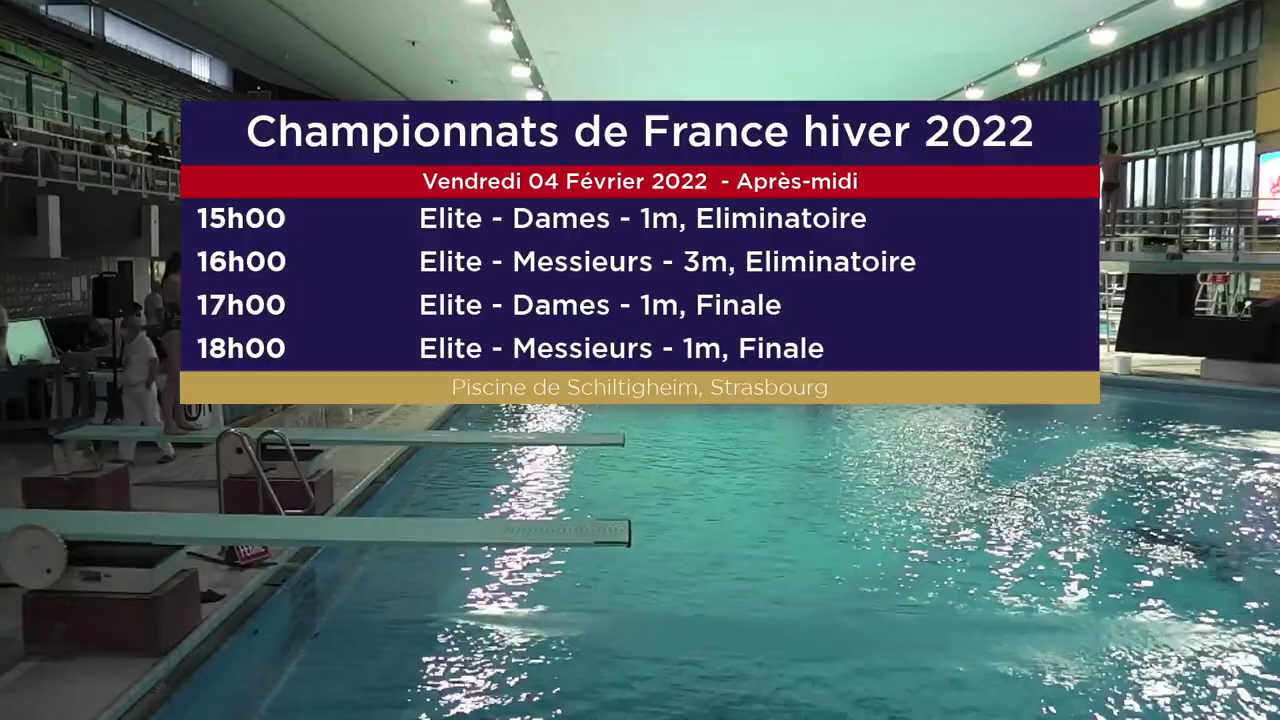 Championnats de France hiver 2022
Vendredi 04 Février 2022 - Après-midi
15h00 Elite - Dames - 1m, Eliminatoire
16h00 Elite - Messieurs - 3m, Eliminatoire
17h00 Elite - Dames - 1m, Finale
18h00 Elite - Messieurs - 1m, Finale
Piscine de Schiltigheim, Strasbourg
FERMÉ